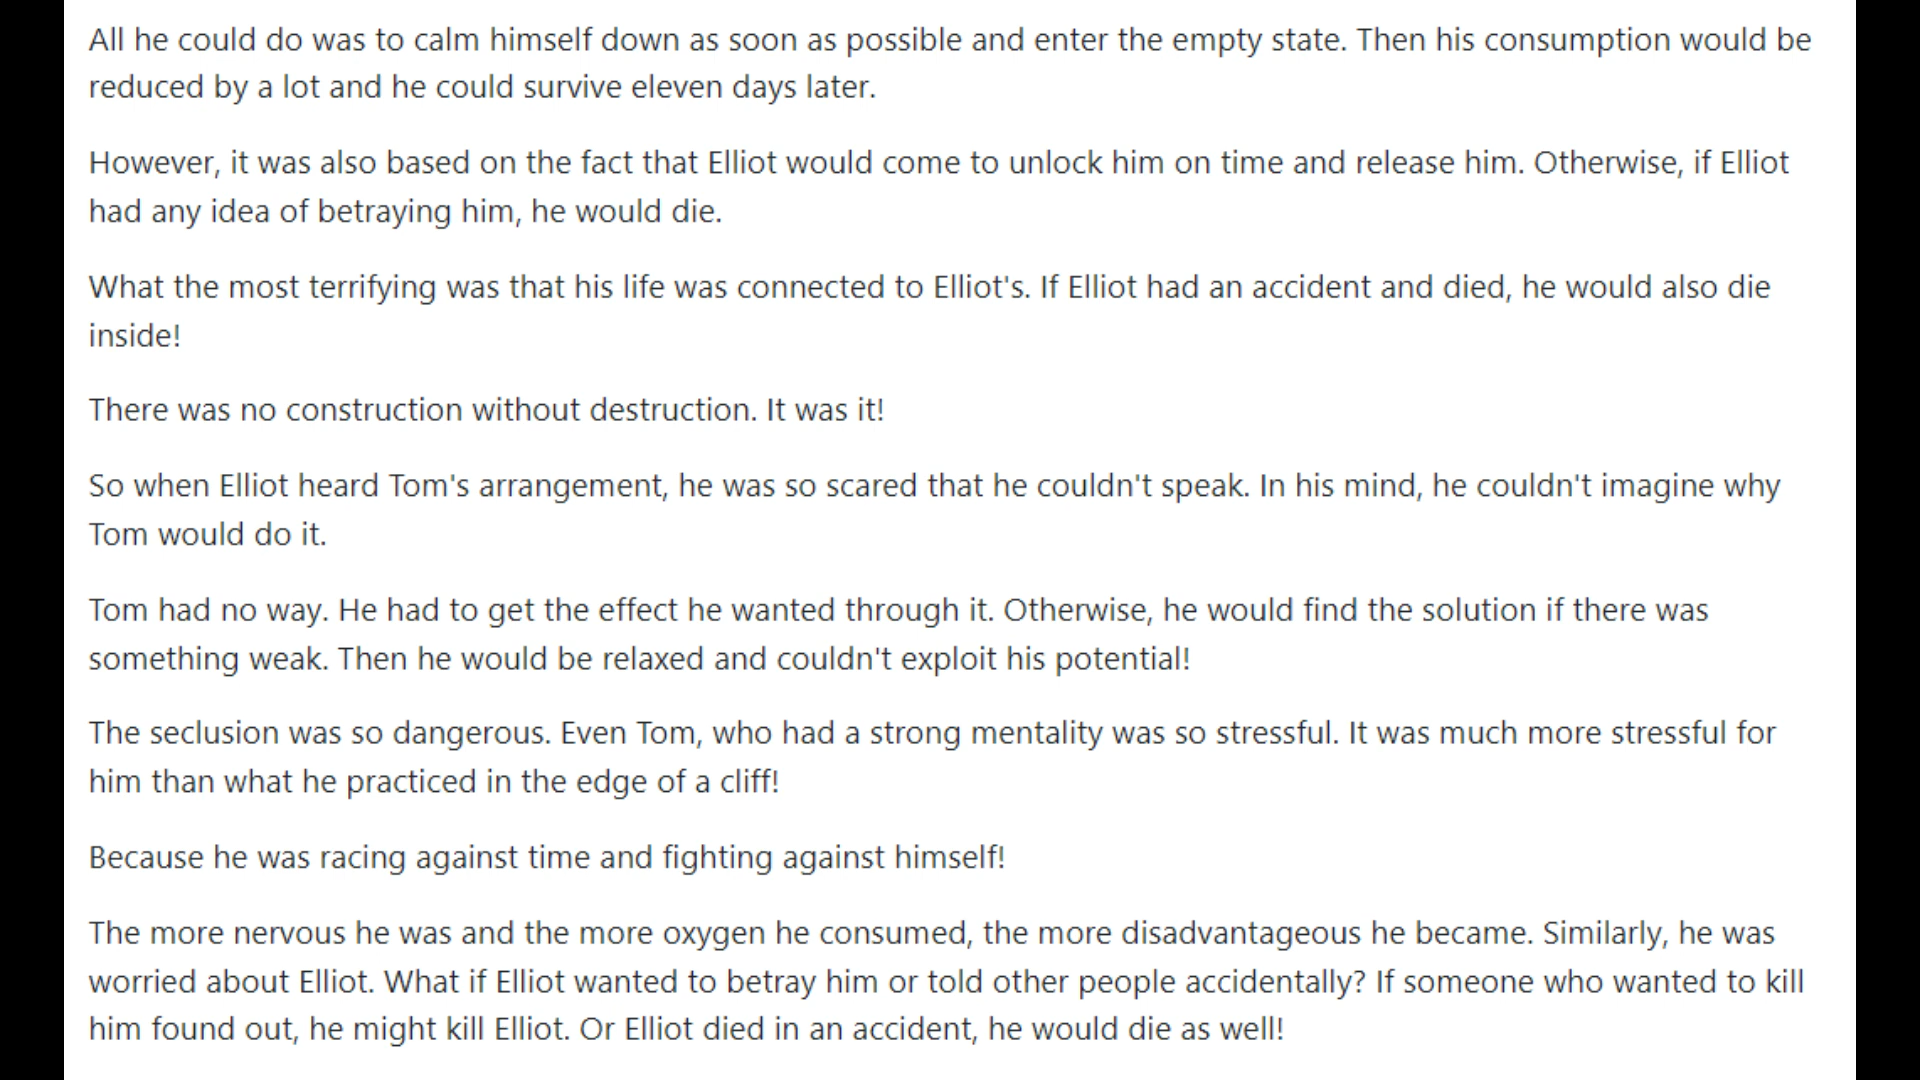 All he could do was to calm himself down as soon as possible and enter the empty state. Then his consumption would be
reduced by a lot and he could survive eleven days later.
However, it was also based on the fact that Elliot would come to unlock him on time and release him. Otherwise, if Elliot
had any idea of betraying him, he would die.
What the most terrifying was that his life was connected to Elliot's. If Elliot had an accident and died, he would also die
inside!
There was no construction without destruction. It was it!
So when Elliot heard Tom's arrangement, he was so scared that he couldn't speak. In his mind, he couldn't imagine why
Tom would do it.
Tom had no way. He had to get the effect he wanted through it. Otherwise, he would find the solution if there was
something weak. Then he would be relaxed and couldn't exploit his potential!
The seclusion was so dangerous. Even Tom, who had a strong mentality was so stressful. It was much more stressful for
him than what he practiced in the edge of a cliff!
Because he was racing against time and fighting against himself!
The more nervous he was and the more oxygen he consumed, the more disadvantageous he became. Similarly, he was
worried about Elliot. What if Elliot wanted to betray him or told other people accidentally? If someone who wanted to kill
him found out, he might kill Elliot. Or Elliot died in an accident, he would die as well!